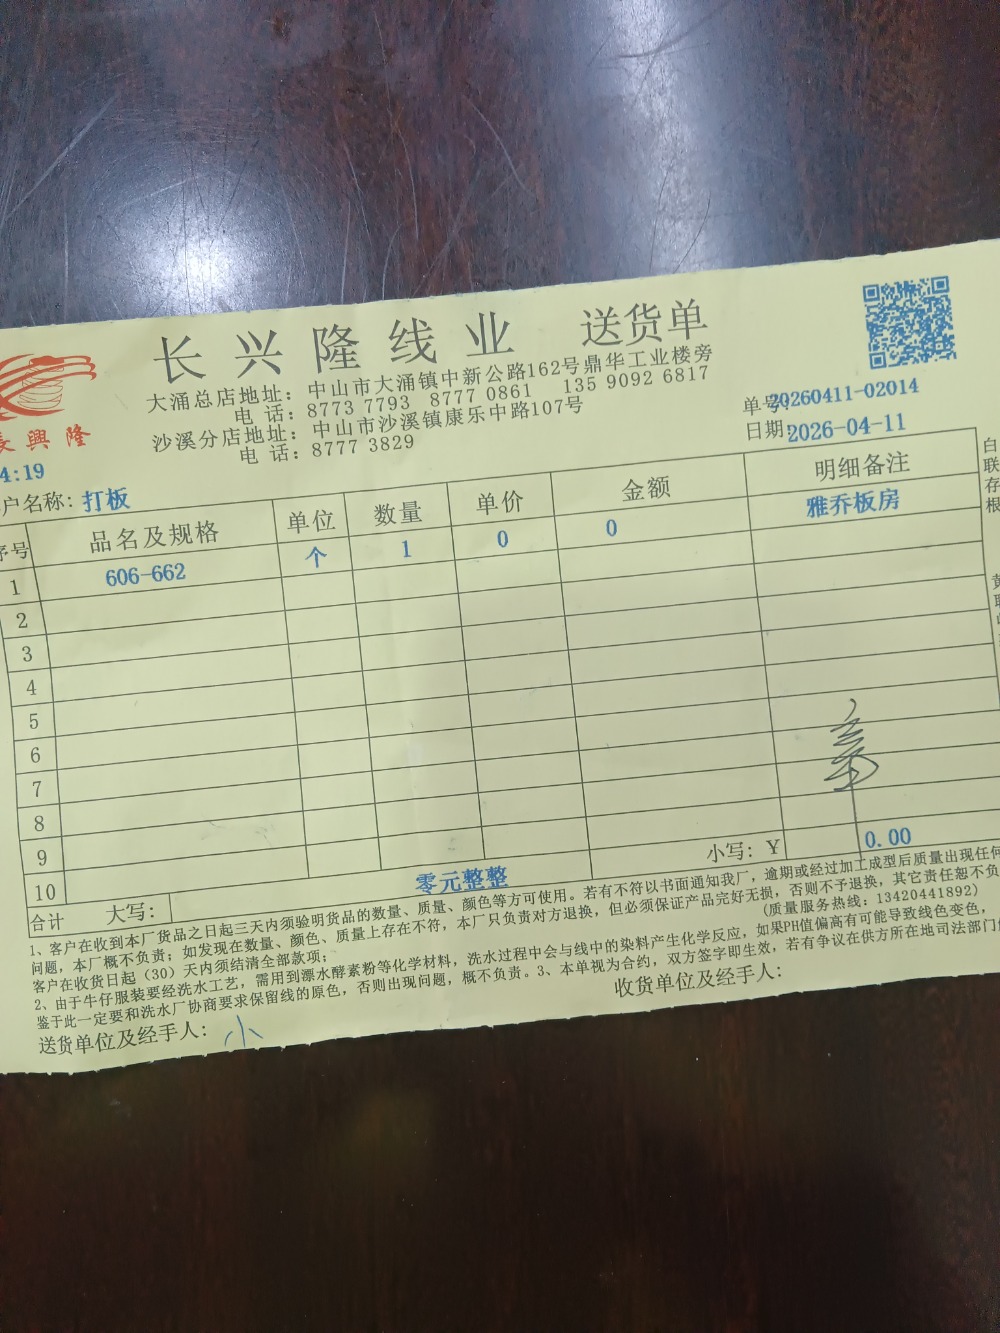 长兴隆线业 送货单
大涌总店地址：中山市大涌镇中新公路162号鼎华工业楼旁
电 话：8773 7793 8777 0861 135 9092 6817
沙溪分店地址：中山市沙溪镇康乐中路107号
电 话：8777 3829
長興隆
单号:20260411-02014
日期:2026-04-11
4:19
户名称：打板
序号 品名及规格 单位 数量 单价 金额 明细备注
1 606-662 个 1 0 0 雅乔板房
2
3
4
5
6
7
8
9
10
合计 大写： 零元整整 小写：Y 0.00
1、客户在收到本厂货品之日起三天内须验明货品的数量、质量、颜色等方可使用。若有不符以书面通知我厂，逾期或经过加工成型后质量出现任何
问题，本厂概不负责；如发现在数量、颜色、质量上存在不符，本厂只负责对方退换，但必须保证产品完好无损，否则不予退换，其它责任恕不负
客户在收货日起（30）天内须结清全部款项； (质量服务热线：13420441892)
2、由于牛仔服装要经洗水工艺，需用到漂水酵素粉等化学材料，洗水过程中会与线中的染料产生化学反应，如果PH值偏高有可能导致线色变色，
鉴于此一定要和洗水厂协商要求保留线的原色，否则出现问题，概不负责。3、本单视为合约，双方签字即生效，若有争议在供方所在地司法部门
送货单位及经手人： 小 收货单位及经手人：
白联存根
黄联